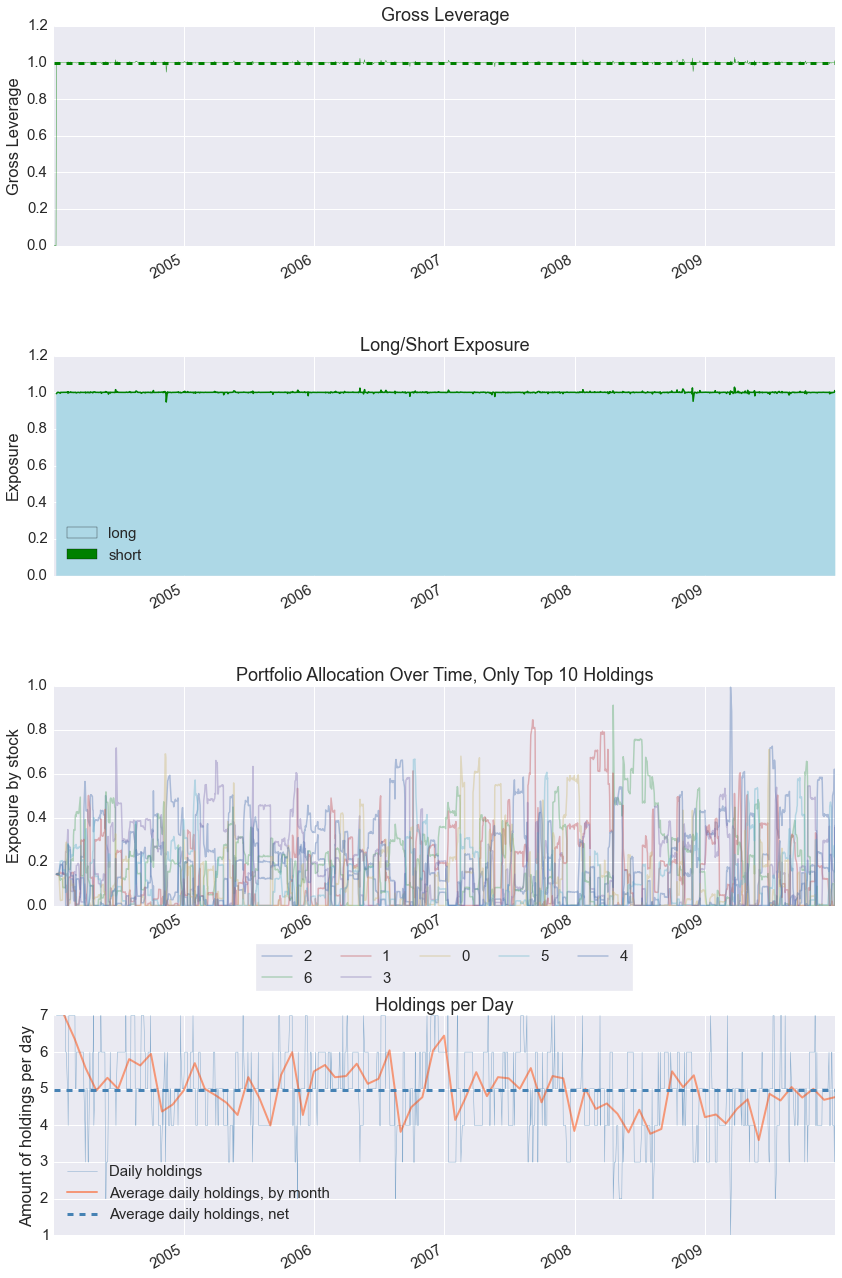 Gross Leverage
Gross Leverage
1.2
1.0
0.8
0.6
0.4
0.2
0.0
2005 2006 2007 2008 2009
Long/Short Exposure
Exposure
1.2
1.0
0.8
0.6
0.4
0.2
0.0
long
short
2005 2006 2007 2008 2009
Portfolio Allocation Over Time, Only Top 10 Holdings
Exposure by stock
1.0
0.8
0.6
0.4
0.2
0.0
2005 2006 2007 2008 2009
2 1 0 5 4
6 3
Holdings per Day
Amount of holdings per day
7
6
5
4
3
2
1
Daily holdings
Average daily holdings, by month
Average daily holdings, net
2005 2006 2007 2008 2009